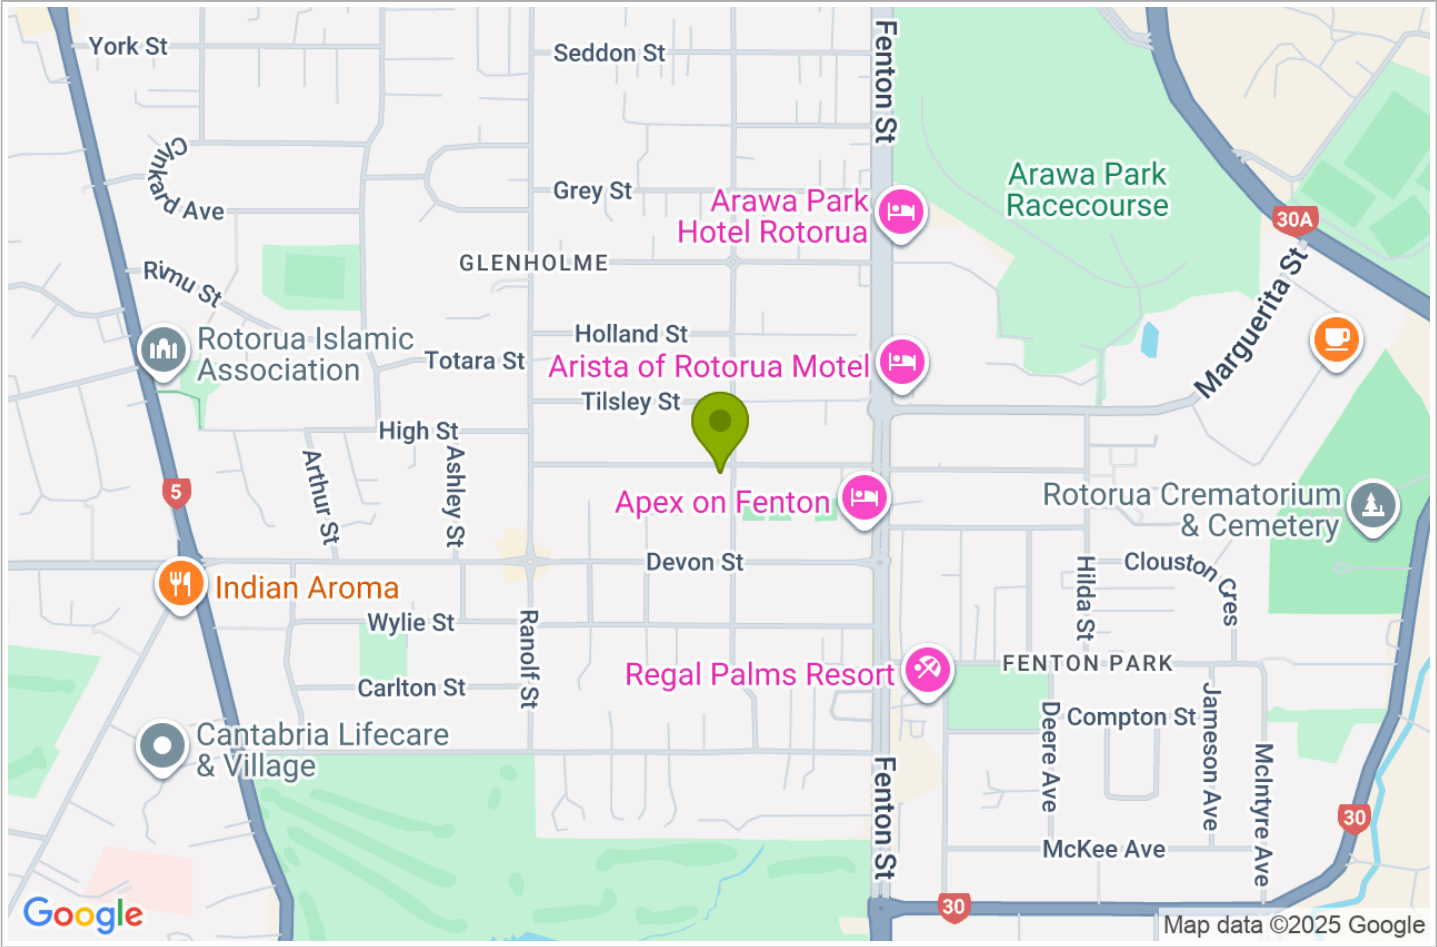 York St
Seddon St
Fenton St
Chukard Ave
Grey St
Arawa Park
Hotel Rotorua
Arawa Park
Racecourse
30A
GLENHOLME
Rimu St
Marguerita St
Rotorua Islamic
Association
Holland St
Totara St
Arista of Rotorua Motel
Tilsley St
High St
Arthur St
Ashley St
5
Apex on Fenton
Rotorua Crematorium
& Cemetery
Devon St
Clouston Cres
Hilda St
Indian Aroma
Wylie St
Ranolf St
FENTON PARK
Regal Palms Resort
Carlton St
Compton St
Deere Ave
Jameson Ave
McIntyre Ave
Cantabria Lifecare
& Village
Fenton St
30
McKee Ave
30
Google
Map data ©2025 Google